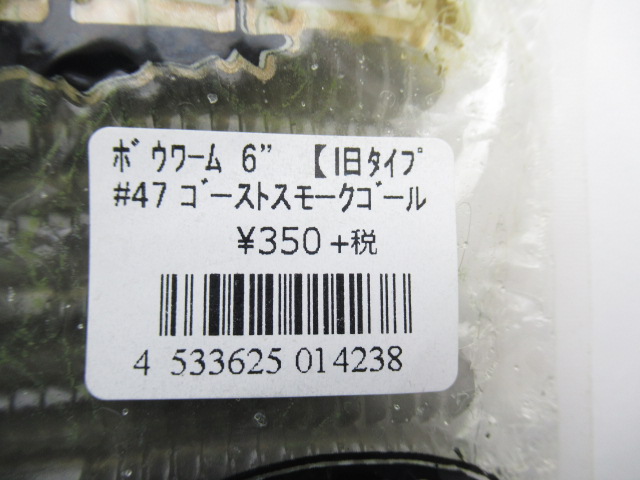 ﾎﾞｳﾜｰﾑ 6" 【旧ﾀｲﾌﾟ
#47 ｺﾞｰｽﾄｽﾓｰｸｺﾞｰﾙ
¥350+税
4 533625 014238